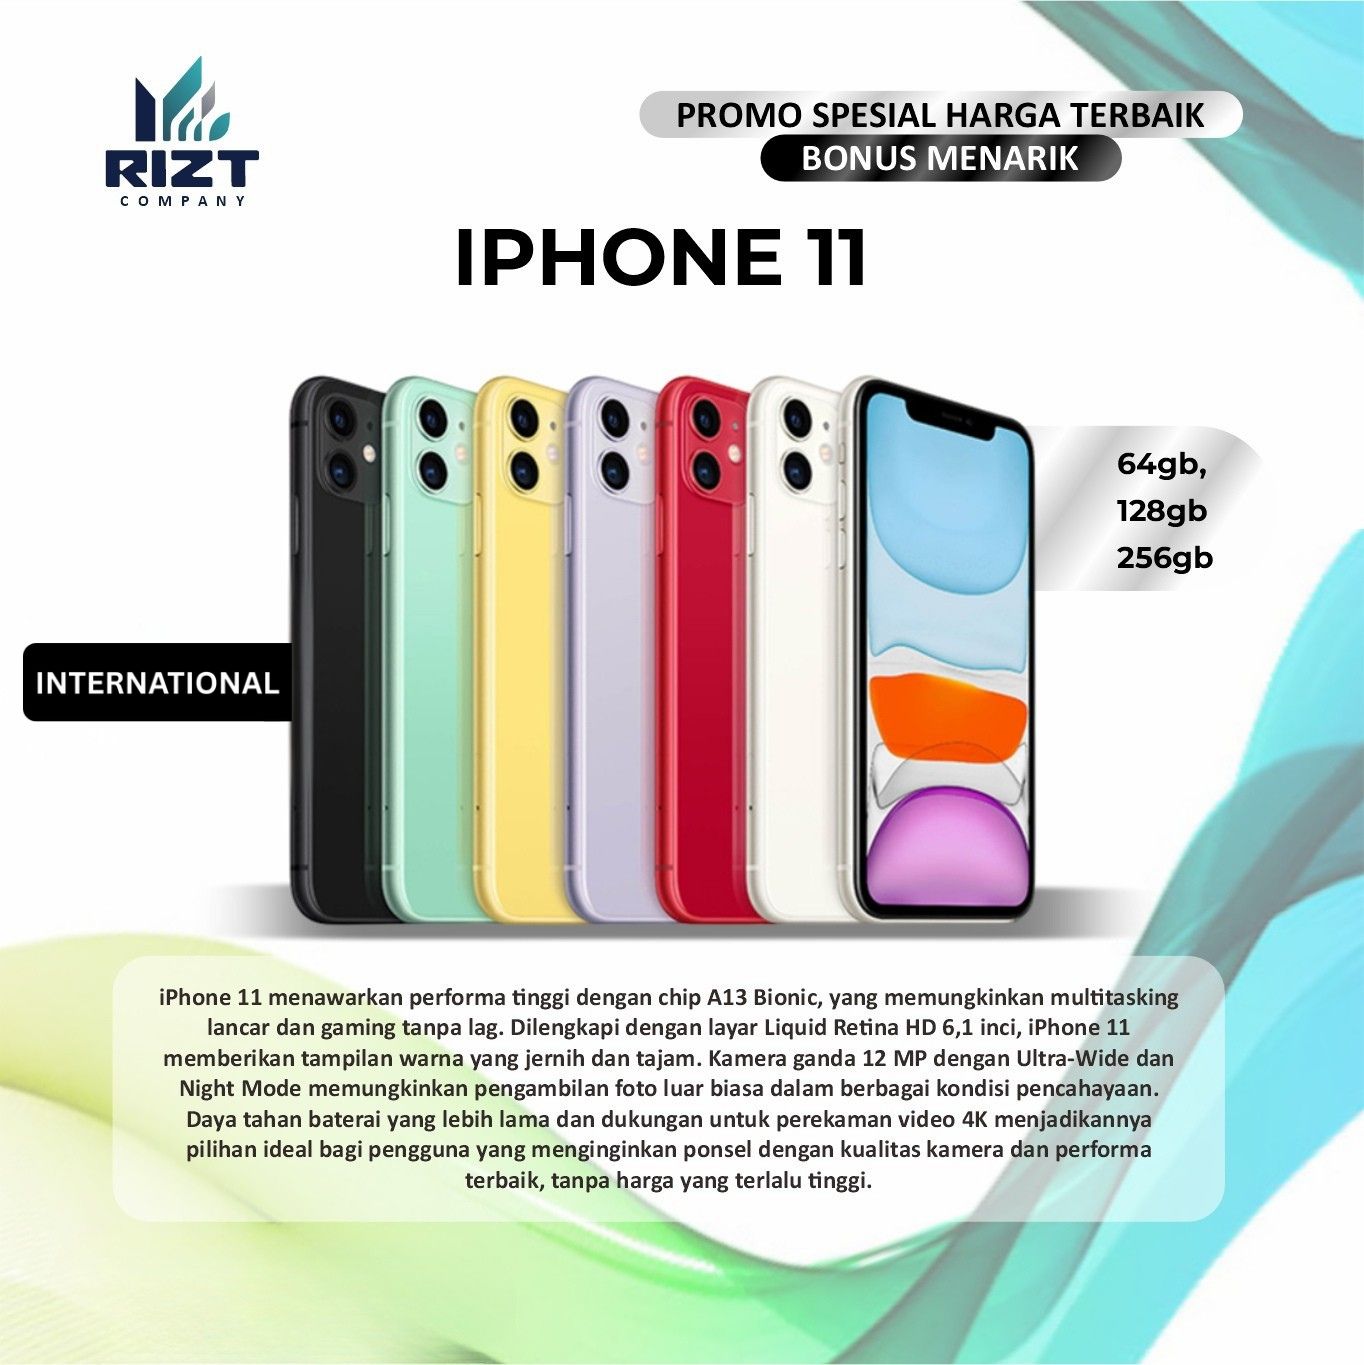 RIZT
COMPANY
PROMO SPESIAL HARGA TERBAIK
BONUS MENARIK
IPHONE 11
64gb,
128gb
256gb
INTERNATIONAL
iPhone 11 menawarkan performa tinggi dengan chip A13 Bionic, yang memungkinkan multitasking
lancar dan gaming tanpa lag. Dilengkapi dengan layar Liquid Retina HD 6,1 inci, iPhone 11
memberikan tampilan warna yang jernih dan tajam. Kamera ganda 12 MP dengan Ultra-Wide dan
Night Mode memungkinkan pengambilan foto luar biasa dalam berbagai kondisi pencahayaan.
Daya tahan baterai yang lebih lama dan dukungan untuk perekaman video 4K menjadikannya
pilihan ideal bagi pengguna yang menginginkan ponsel dengan kualitas kamera dan performa
terbaik, tanpa harga yang terlalu tinggi.